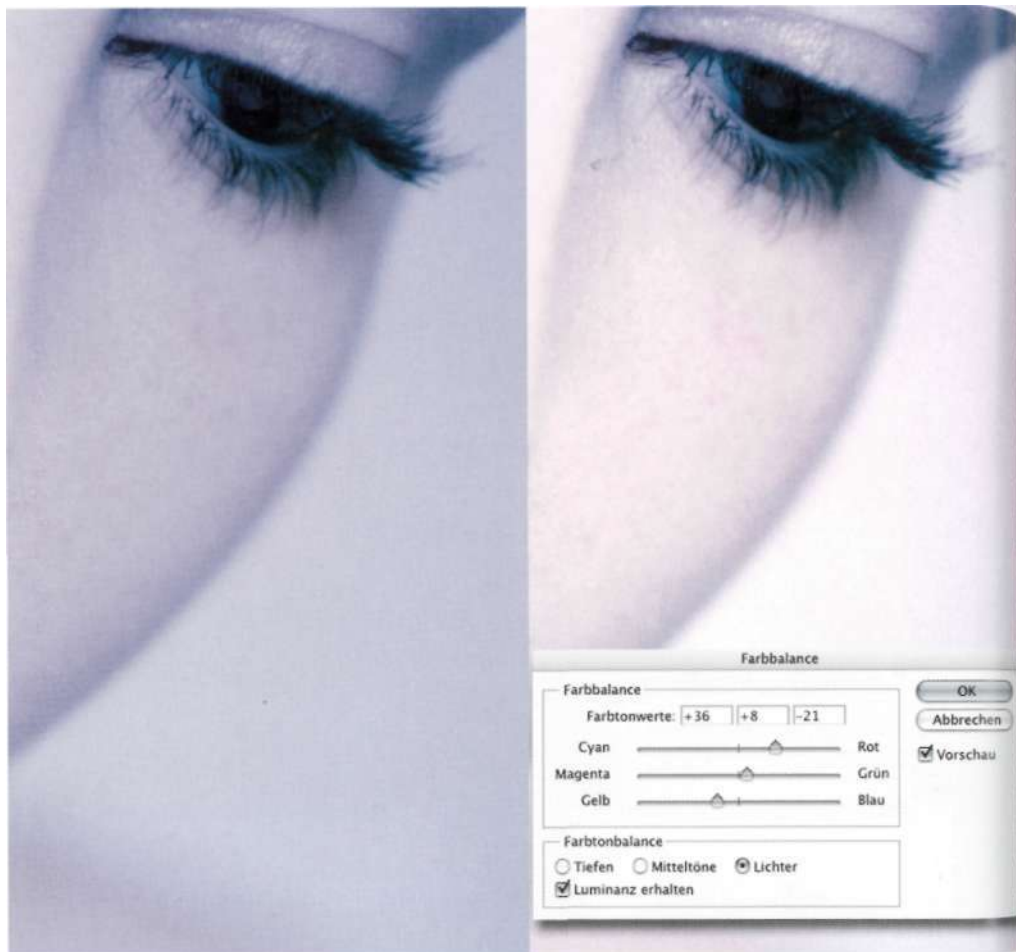 Farbbalance
Farbbalance
Farbtonwerte: +36 +8 -21
Cyan Rot
Magenta Grün
Gelb Blau
OK
Abbrechen
Vorschau
Farbtonbalance
Tiefen Mitteltöne Lichter
Luminanz erhalten